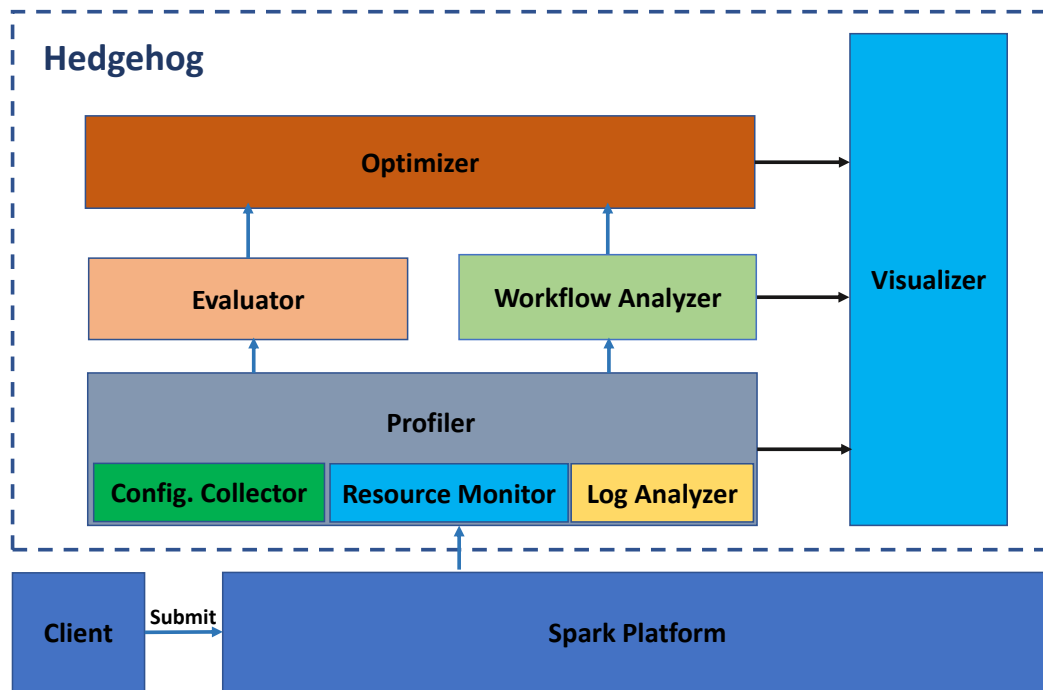 Hedgehog
Optimizer
Evaluator
Workflow Analyzer
Visualizer
Profiler
Config. Collector
Resource Monitor
Log Analyzer
Client
Submit
Spark Platform